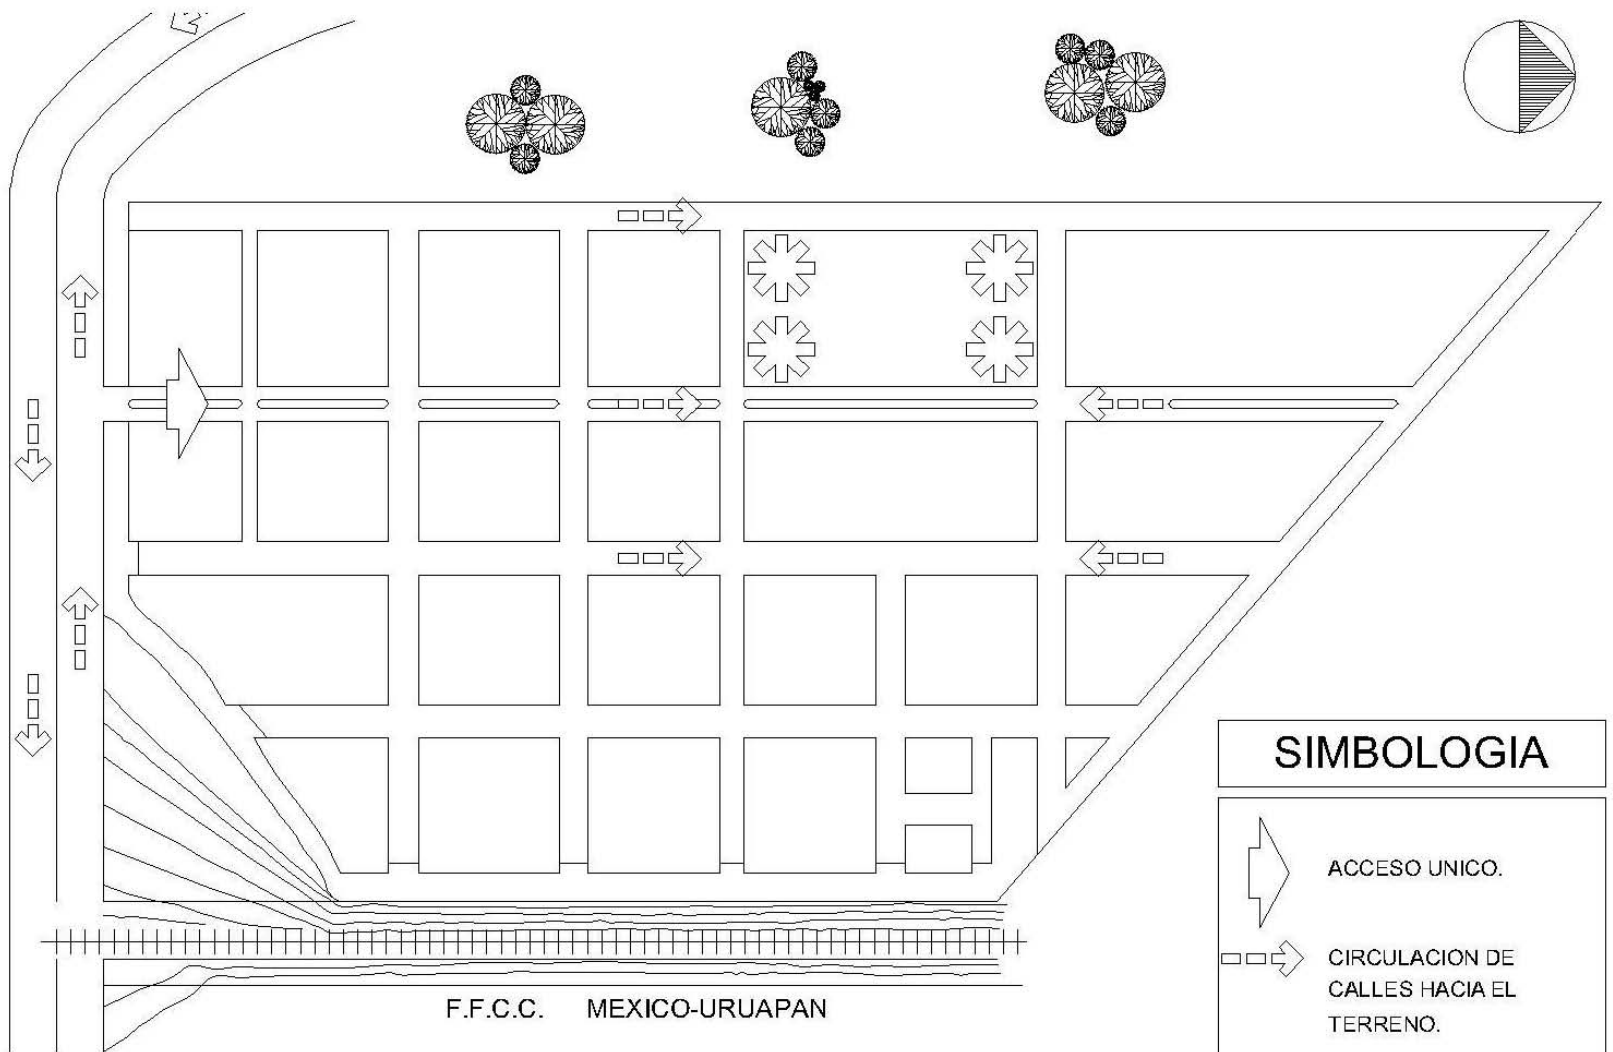 SIMBOLOGIA
ACCESO UNICO.
CIRCULACION DE
CALLES HACIA EL
TERRENO.
F.F.C.C. MEXICO-URUAPAN